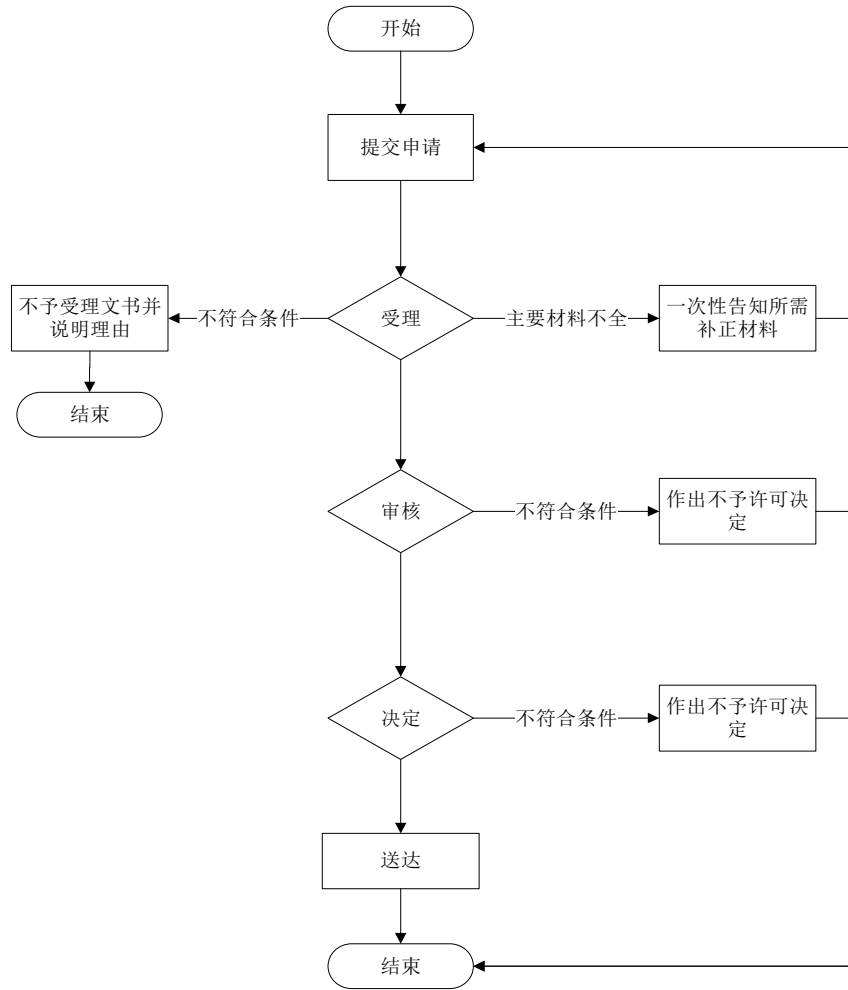 开始
提交申请
不予受理文书并
说明理由
不符合条件
受理
主要材料不全
一次性告知所需
补正材料
结束
审核
不符合条件
作出不予许可决
定
决定
不符合条件
作出不予许可决
定
送达
结束